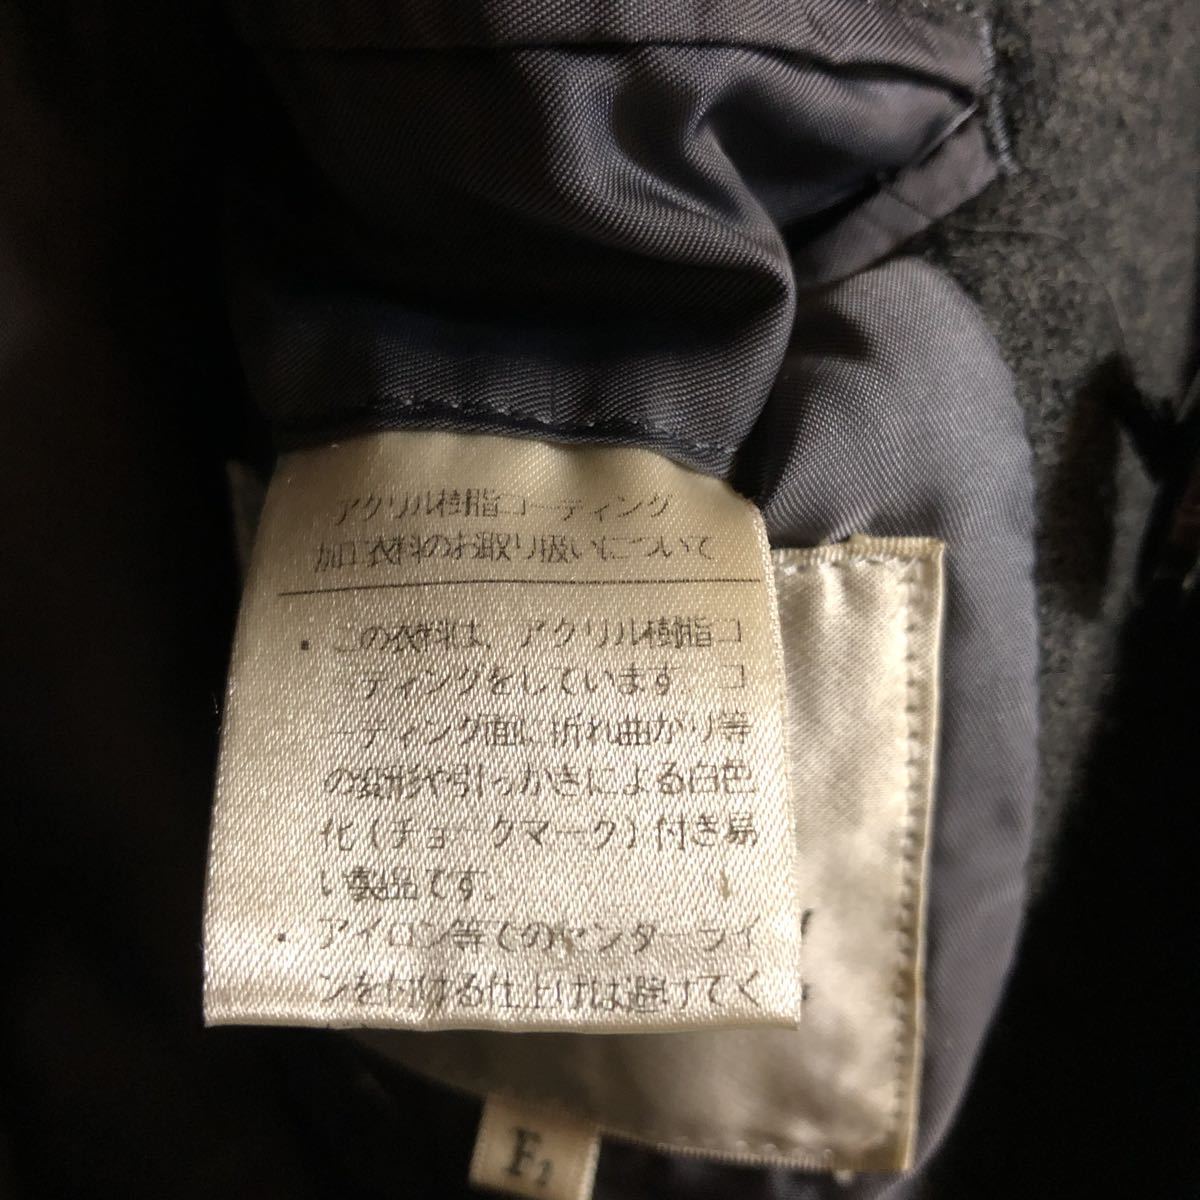 アクリル樹脂コーティング
加工衣料のお取り扱いについて
・この衣料は、アクリル樹脂コ
ーティングをしています。コ
ーティング面に折れ曲がり等
の変形や引っかきによる白色
化(チョークマーク)付き易
い製品です。
・アイロン等でのセンターライ
ンを付ける仕上げは避けてく
F1